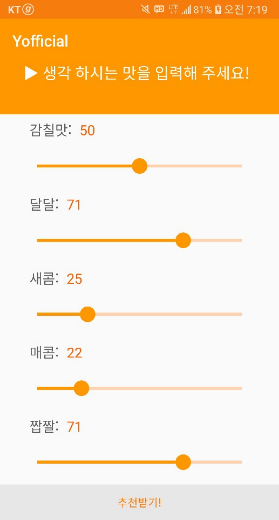 KT 81% 오전 7:19
Yofficial
▶ 생각 하시는 맛을 입력해 주세요!
감칠맛: 50
달달: 71
새콤: 25
매콤: 22
짭짤: 71
추천받기!